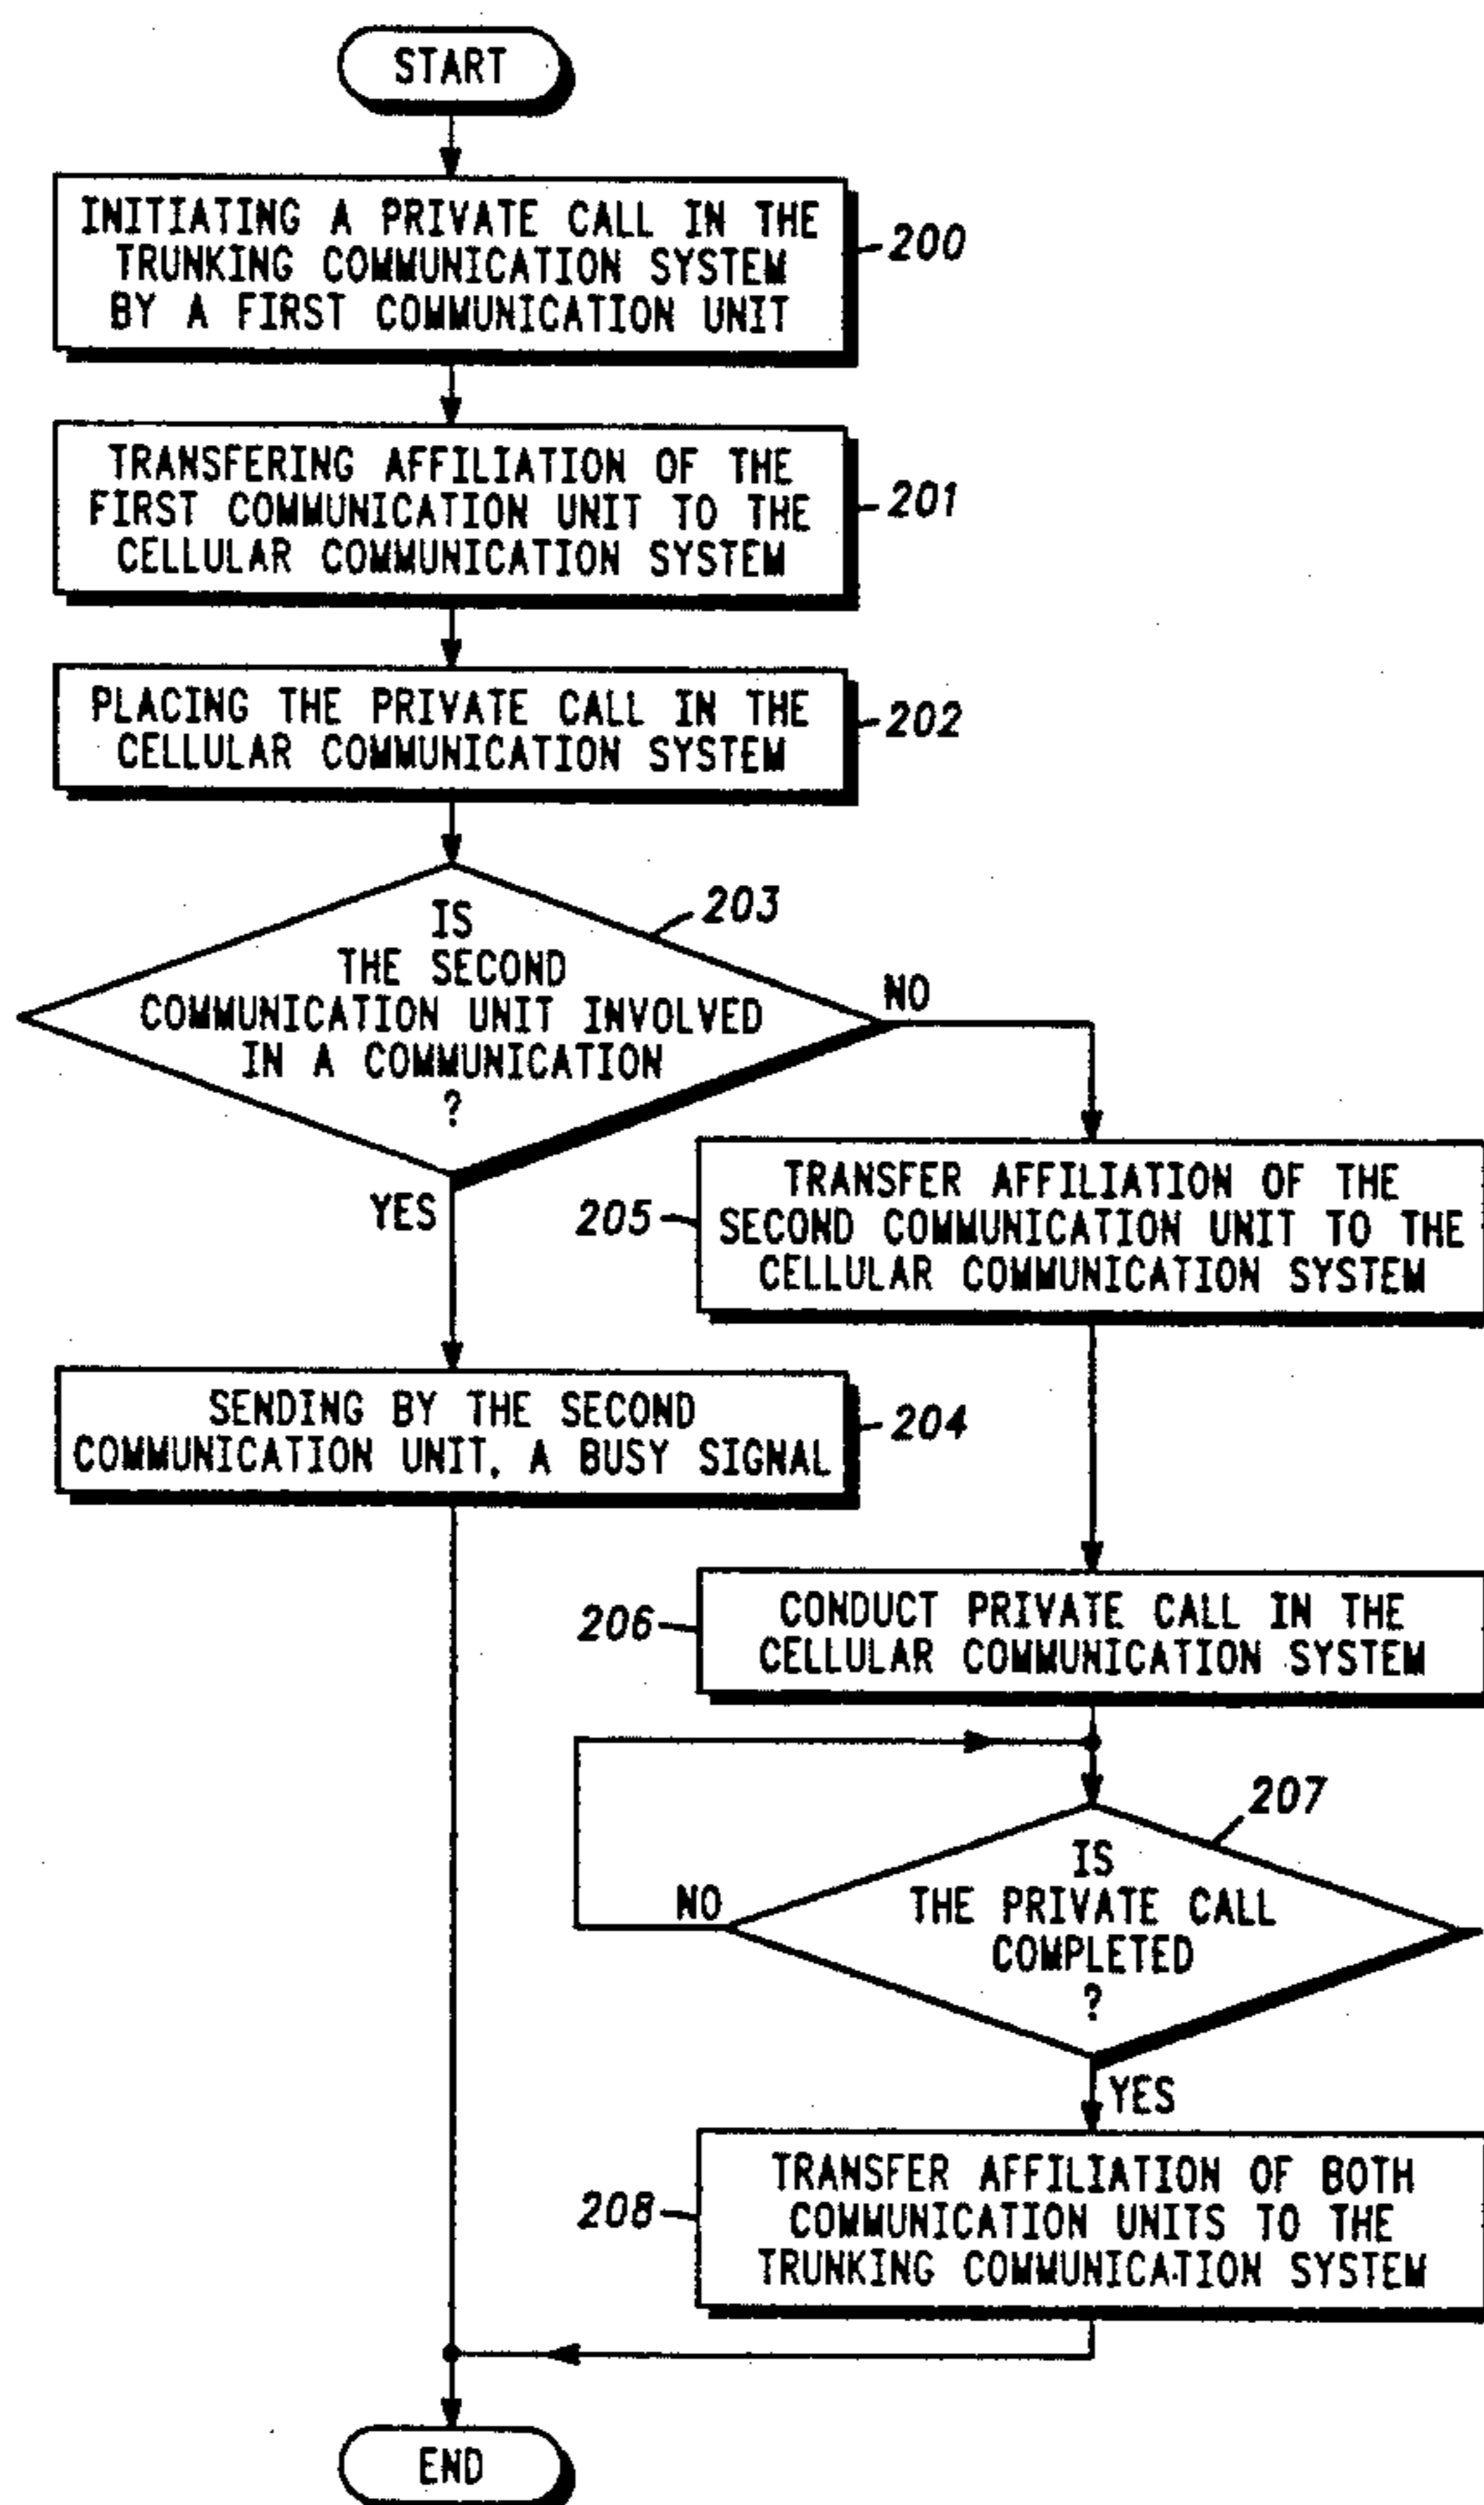 START
INITIATING A PRIVATE CALL IN THE
TRUNKING COMMUNICATION SYSTEM
BY A FIRST COMMUNICATION UNIT
200
TRANSFERING AFFILIATION OF THE
FIRST COMMUNICATION UNIT TO THE
CELLULAR COMMUNICATION SYSTEM
201
PLACING THE PRIVATE CALL IN THE
CELLULAR COMMUNICATION SYSTEM
202
IS
THE SECOND
COMMUNICATION UNIT INVOLVED
IN A COMMUNICATION
?
203
NO
YES
TRANSFER AFFILIATION OF THE
SECOND COMMUNICATION UNIT TO THE
CELLULAR COMMUNICATION SYSTEM
205
SENDING BY THE SECOND
COMMUNICATION UNIT, A BUSY SIGNAL
204
CONDUCT PRIVATE CALL IN THE
CELLULAR COMMUNICATION SYSTEM
206
IS
THE PRIVATE CALL
COMPLETED
?
207
NO
YES
TRANSFER AFFILIATION OF BOTH
COMMUNICATION UNITS TO THE
TRUNKING COMMUNICATION SYSTEM
208
END